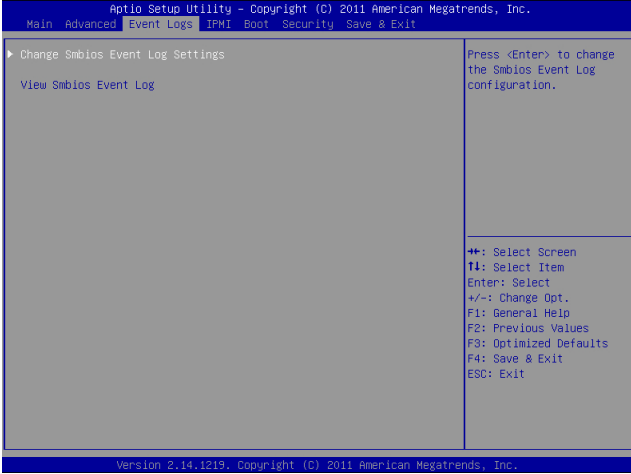 Aptio Setup Utility – Copyright (C) 2011 American Megatrends, Inc.
Main Advanced Event Logs IPMI Boot Security Save & Exit
▶ Change Smbios Event Log Settings
View Smbios Event Log
Press <Enter> to change
the Smbios Event Log
configuration.
→←: Select Screen
↑↓: Select Item
Enter: Select
+/-: Change Opt.
F1: General Help
F2: Previous Values
F3: Optimized Defaults
F4: Save & Exit
ESC: Exit
Version 2.14.1219. Copyright (C) 2011 American Megatrends, Inc.